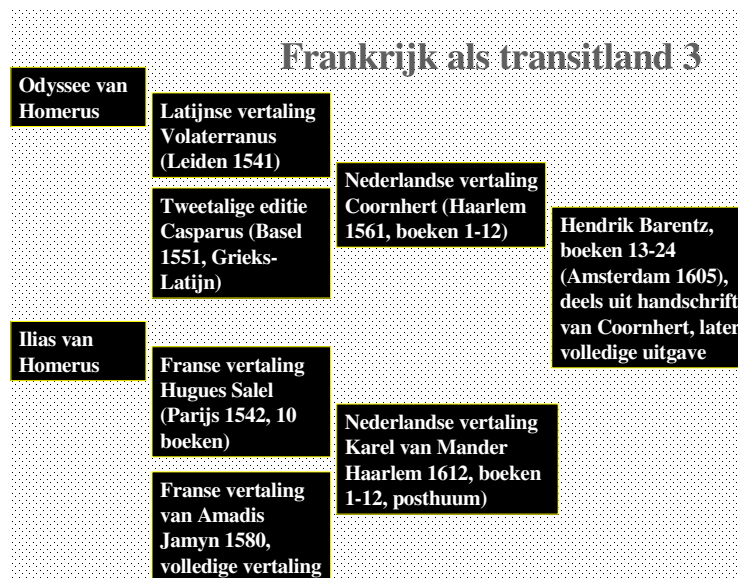 Frankrijk als transitland 3
Odyssee van
Homerus
Latijnse vertaling
Volaterranus
(Leiden 1541)
Tweetalige editie
Casparus (Basel
1551, Grieks-
Latijn)
Nederlandse vertaling
Coornhert (Haarlem
1561, boeken 1-12)
Hendrik Barentz,
boeken 13-24
(Amsterdam 1605),
deels uit handschrift
van Coornhert, later
volledige uitgave
Ilias van
Homerus
Franse vertaling
Hugues Salel
(Parijs 1542, 10
boeken)
Franse vertaling
van Amadis
Jamyn 1580,
volledige vertaling
Nederlandse vertaling
Karel van Mander
Haarlem 1612, boeken
1-12, posthuum)